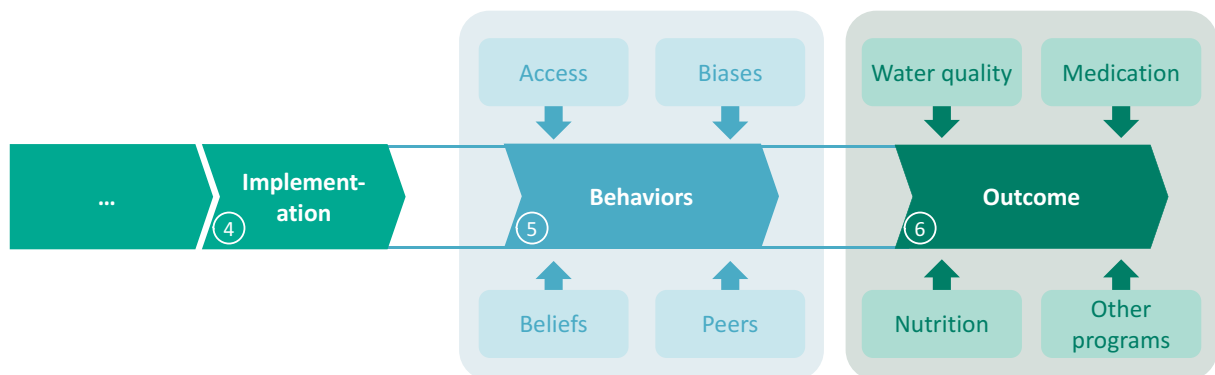 Access
Biases
Water quality
Medication
...
Implement-
ation
4
Behaviors
5
Outcome
6
Beliefs
Peers
Nutrition
Other
programs